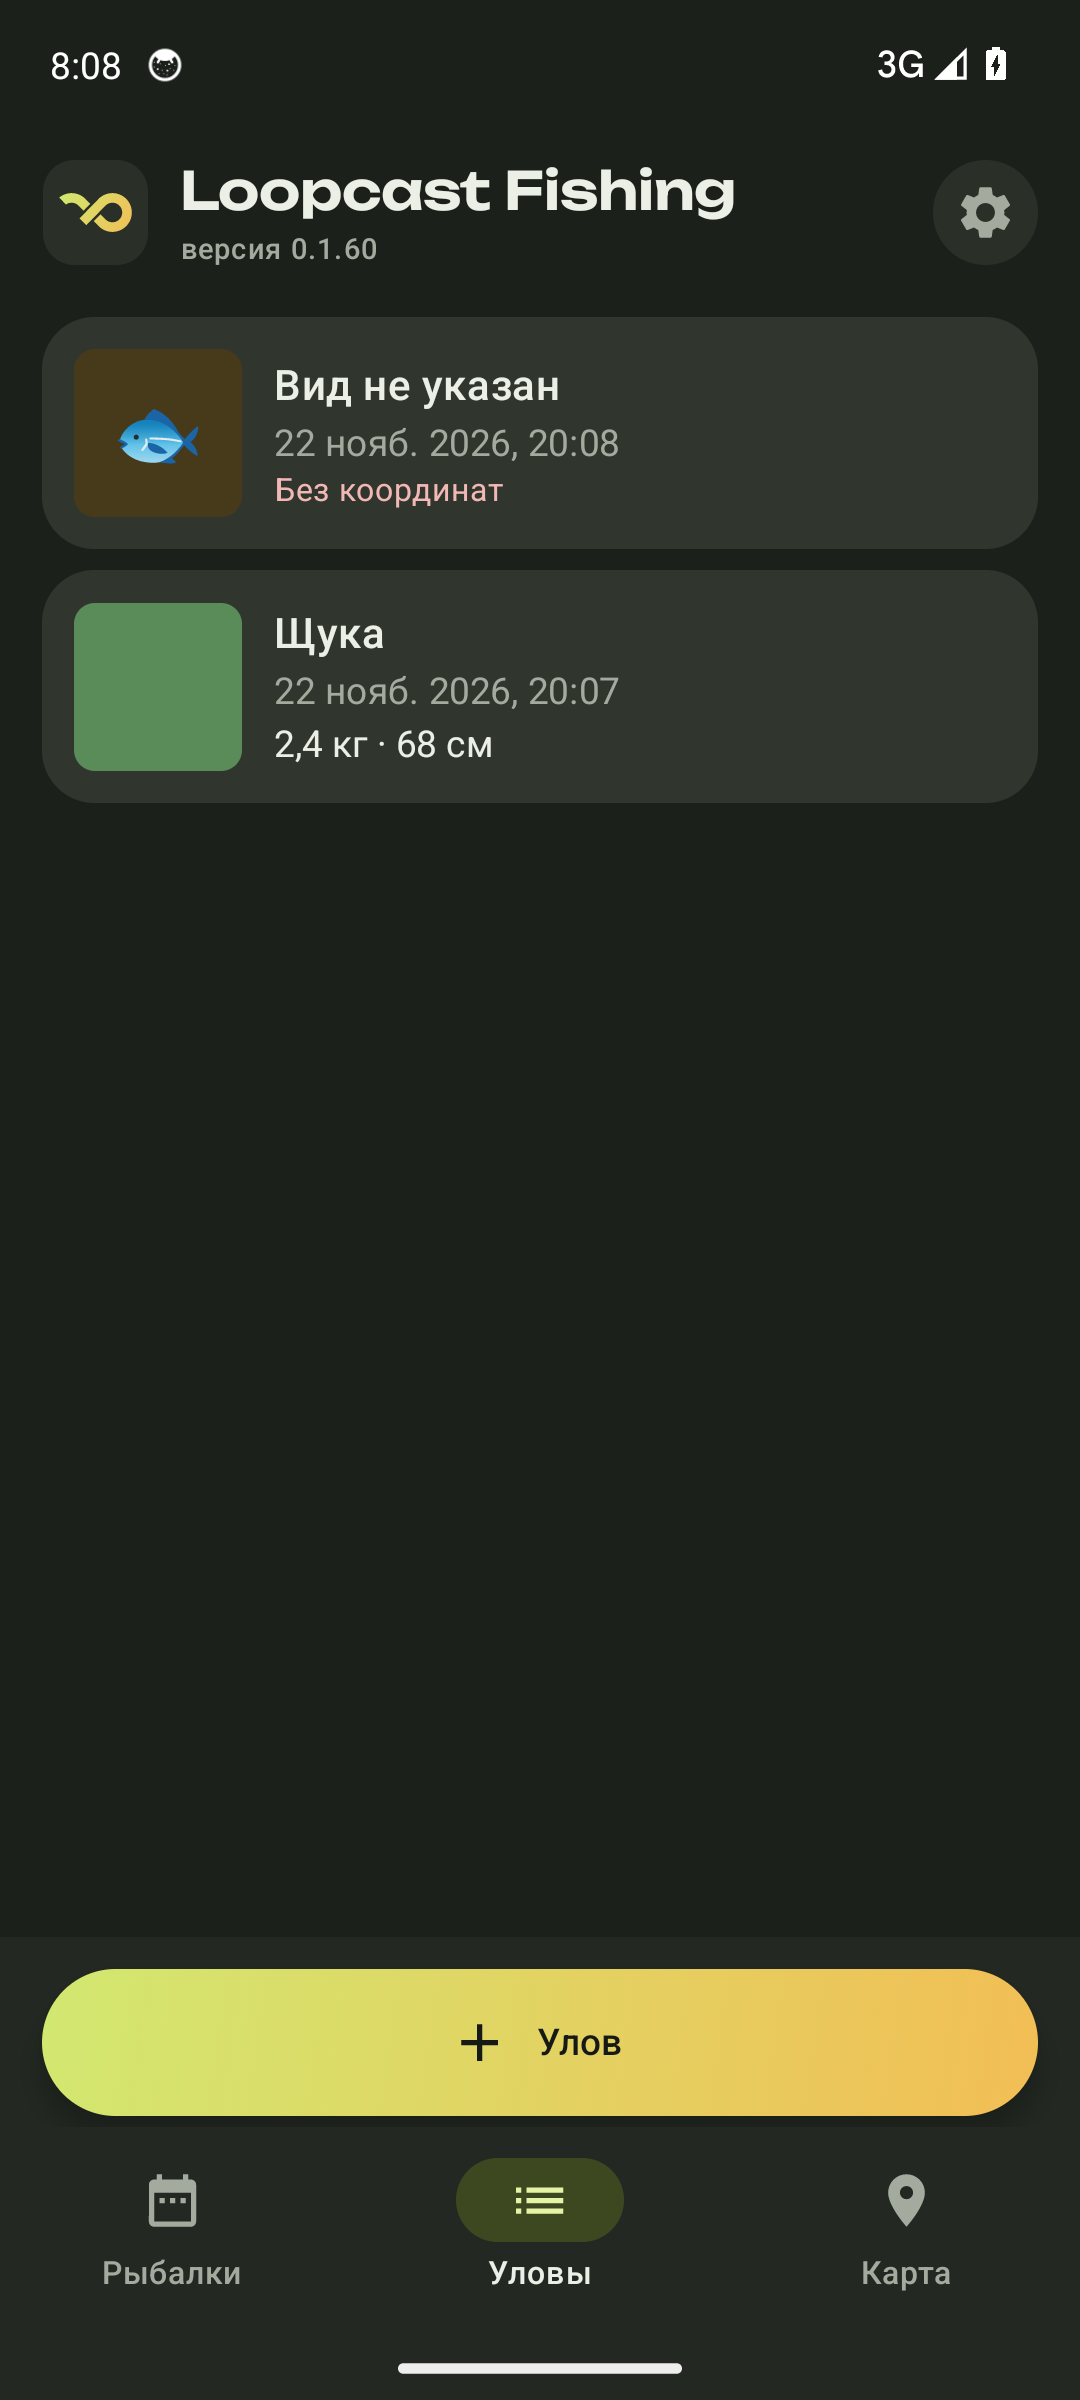 8:08
3G
Loopcast Fishing
версия 0.1.60
Вид не указан
22 нояб. 2026, 20:08
Без координат
Щука
22 нояб. 2026, 20:07
2,4 кг · 68 см
+ Улов
Рыбалки
Уловы
Карта